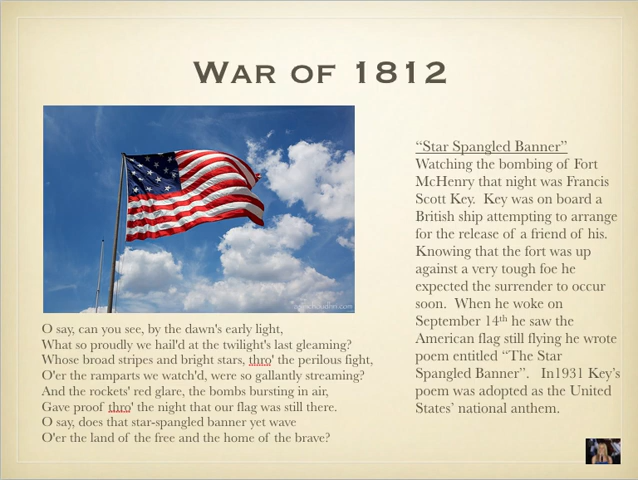 War of 1812
“Star Spangled Banner”
Watching the bombing of Fort
McHenry that night was Francis
Scott Key.  Key was on board a
British ship attempting to arrange
for the release of a friend of his.
Knowing that the fort was up
against a very tough foe he
expected the surrender to occur
soon.  When he woke on
September 14th he saw the
American flag still flying he wrote
poem entitled “The Star
Spangled Banner”.   In1931 Key’s
poem was adopted as the United
States’ national anthem.
O say, can you see, by the dawn's early light,
What so proudly we hail'd at the twilight's last gleaming?
Whose broad stripes and bright stars, thro' the perilous fight,
O'er the ramparts we watch'd, were so gallantly streaming?
And the rockets' red glare, the bombs bursting in air,
Gave proof thro' the night that our flag was still there.
O say, does that star-spangled banner yet wave
O'er the land of the free and the home of the brave?